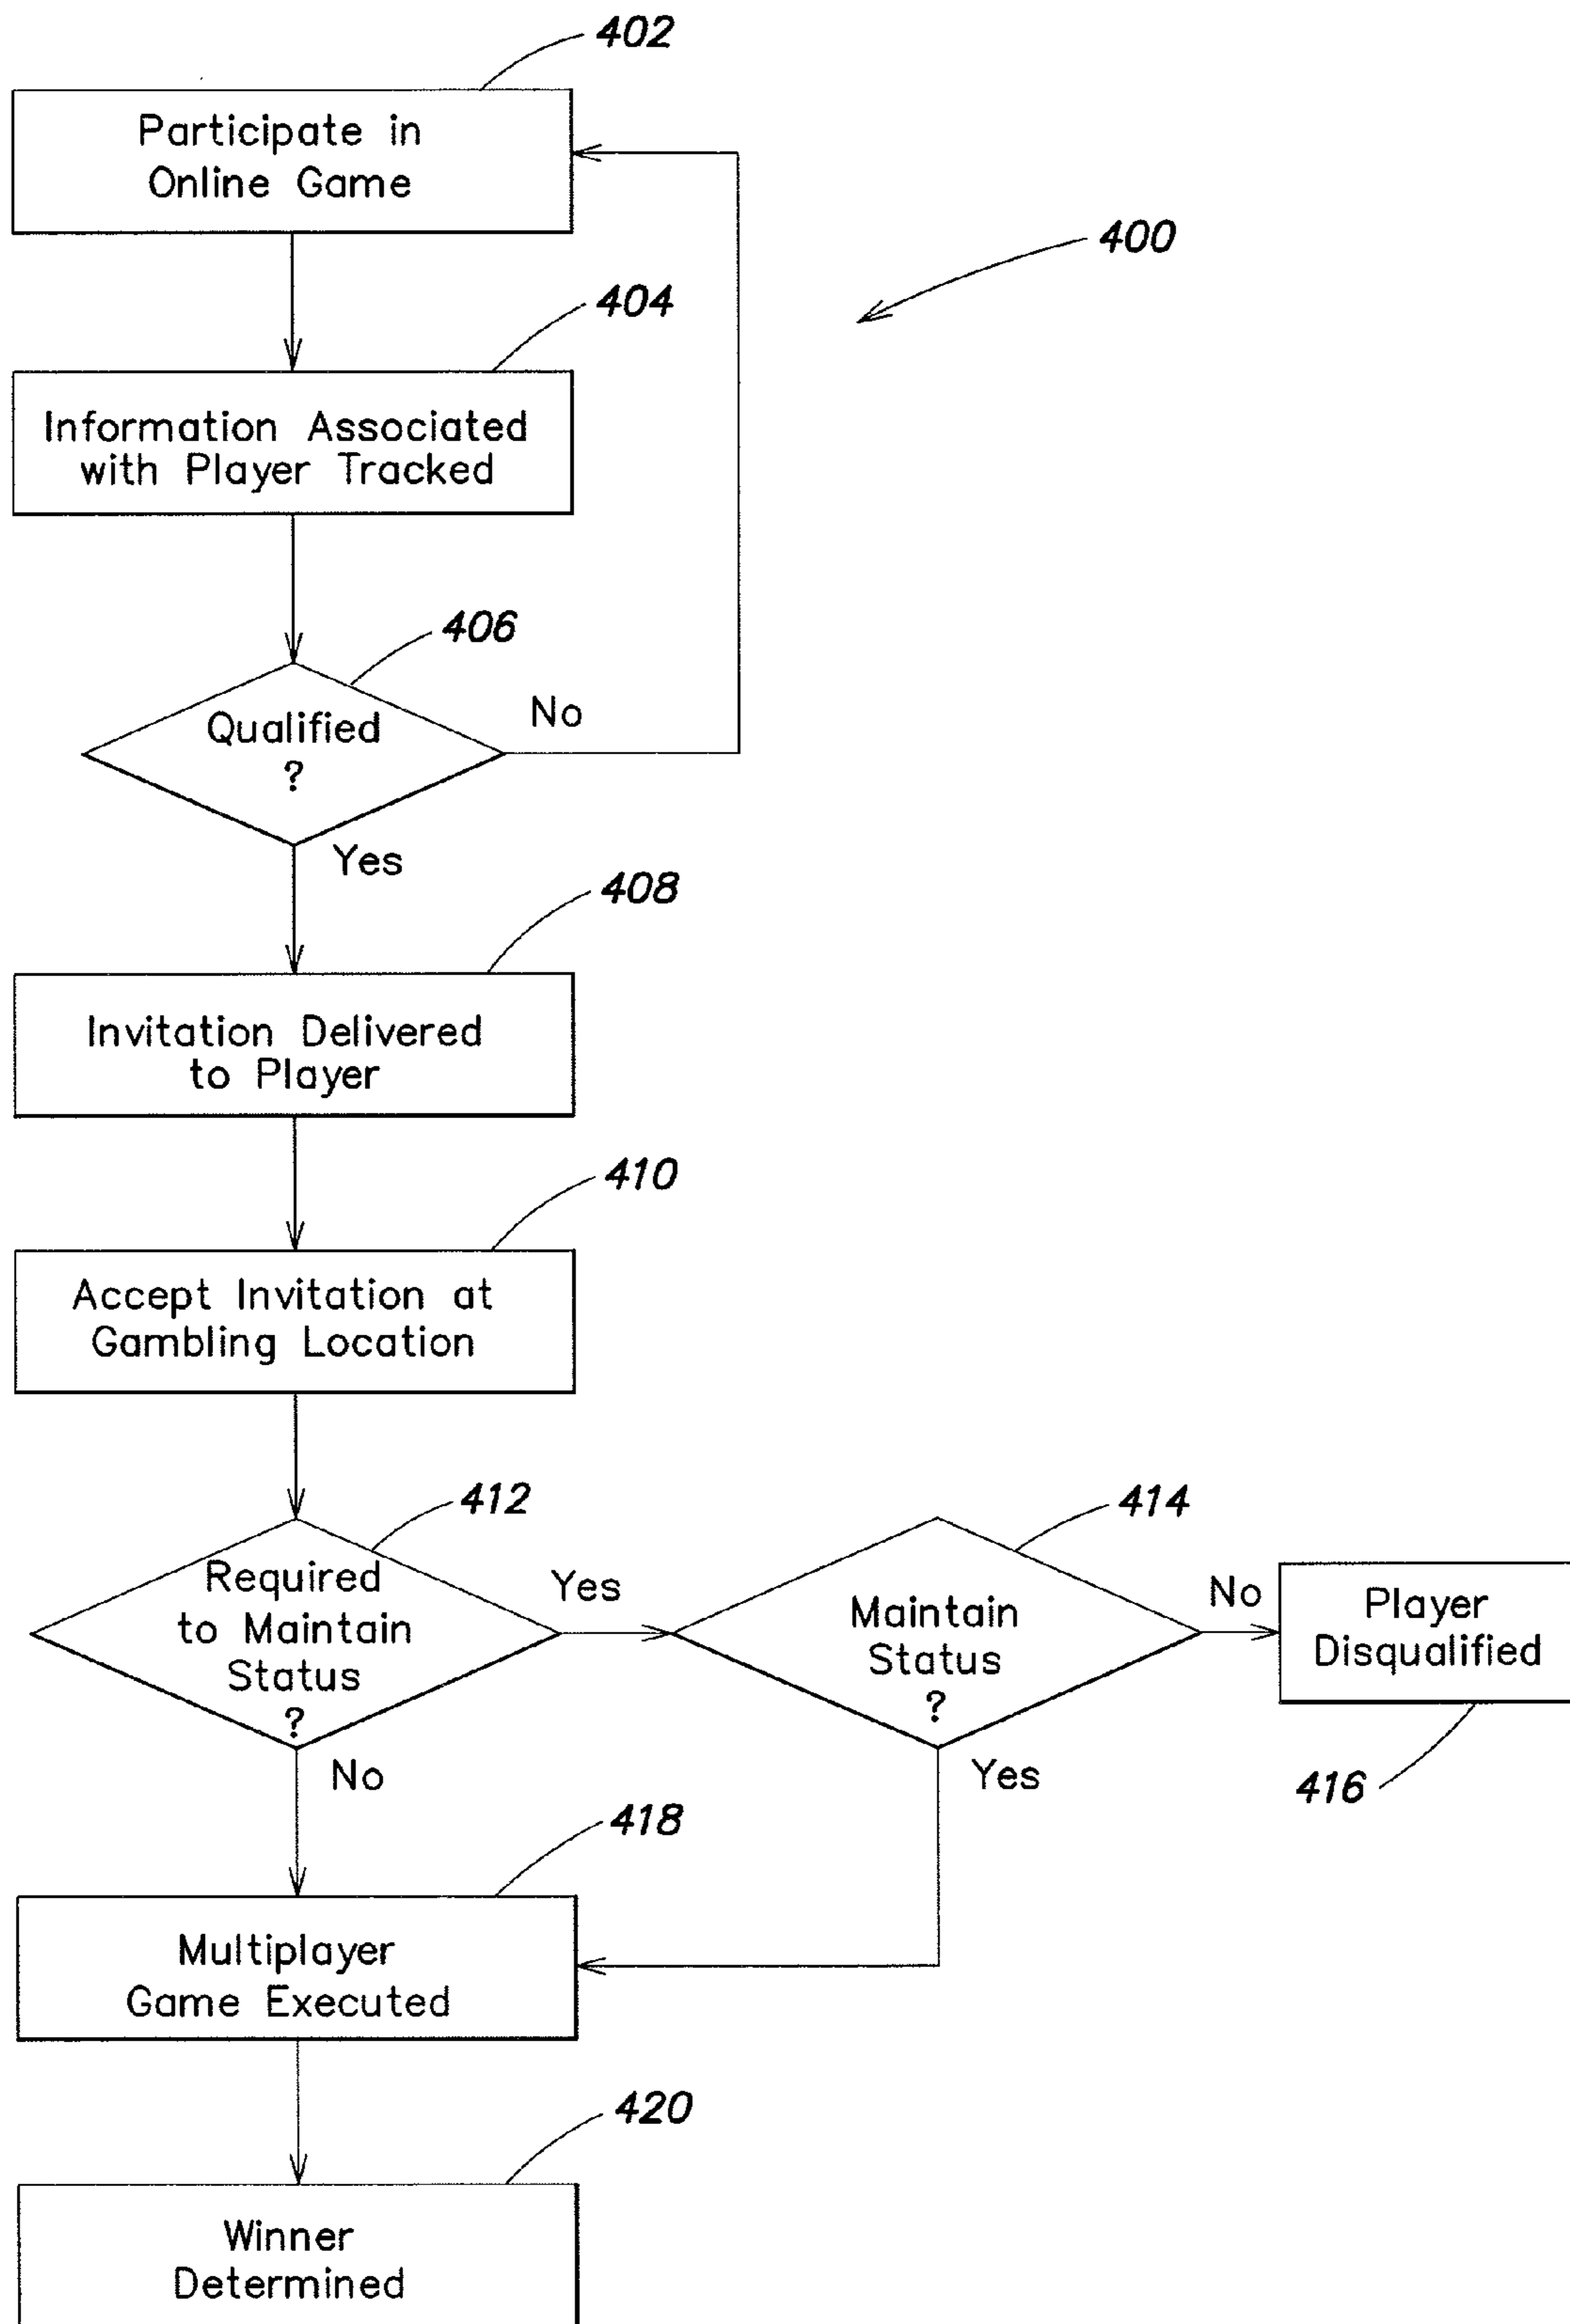 402
Participate in
Online Game
400
404
Information Associated
with Player Tracked
406
Qualified
?
No
Yes
408
Invitation Delivered
to Player
410
Accept Invitation at
Gambling Location
412
Required
to Maintain
Status
?
Yes
No
414
Maintain
Status
?
No
Yes
Player
Disqualified
416
418
Multiplayer
Game Executed
420
Winner
Determined